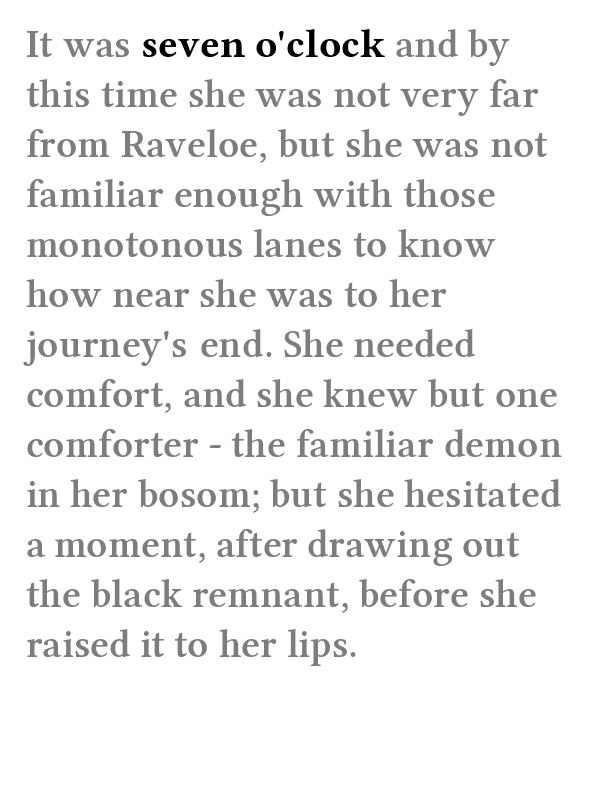 It was seven o'clock and by
this time she was not very far
from Raveloe, but she was not
familiar enough with those
monotonous lanes to know
how near she was to her
journey's end. She needed
comfort, and she knew but one
comforter - the familiar demon
in her bosom; but she hesitated
a moment, after drawing out
the black remnant, before she
raised it to her lips.